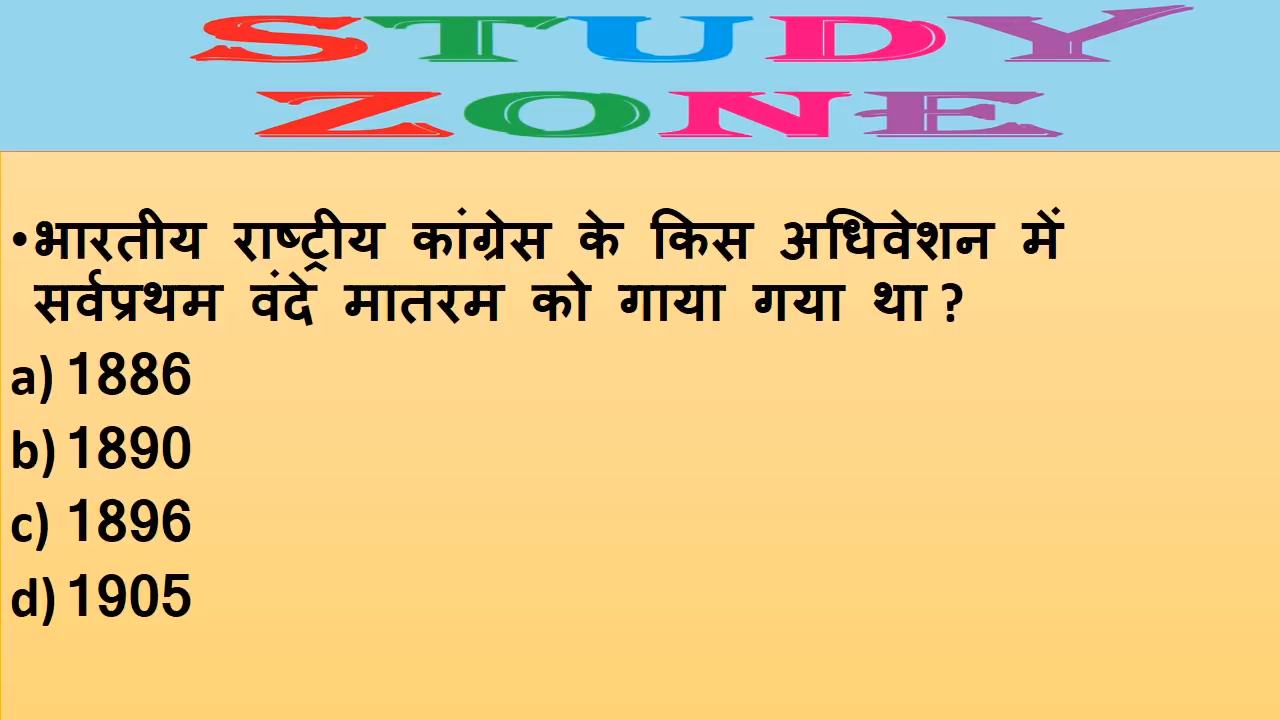 STUDY
ZONE
•भारतीय राष्ट्रीय कांग्रेस के किस अधिवेशन में
सर्वप्रथम वंदे मातरम को गाया गया था ?
a) 1886
b) 1890
c) 1896
d) 1905